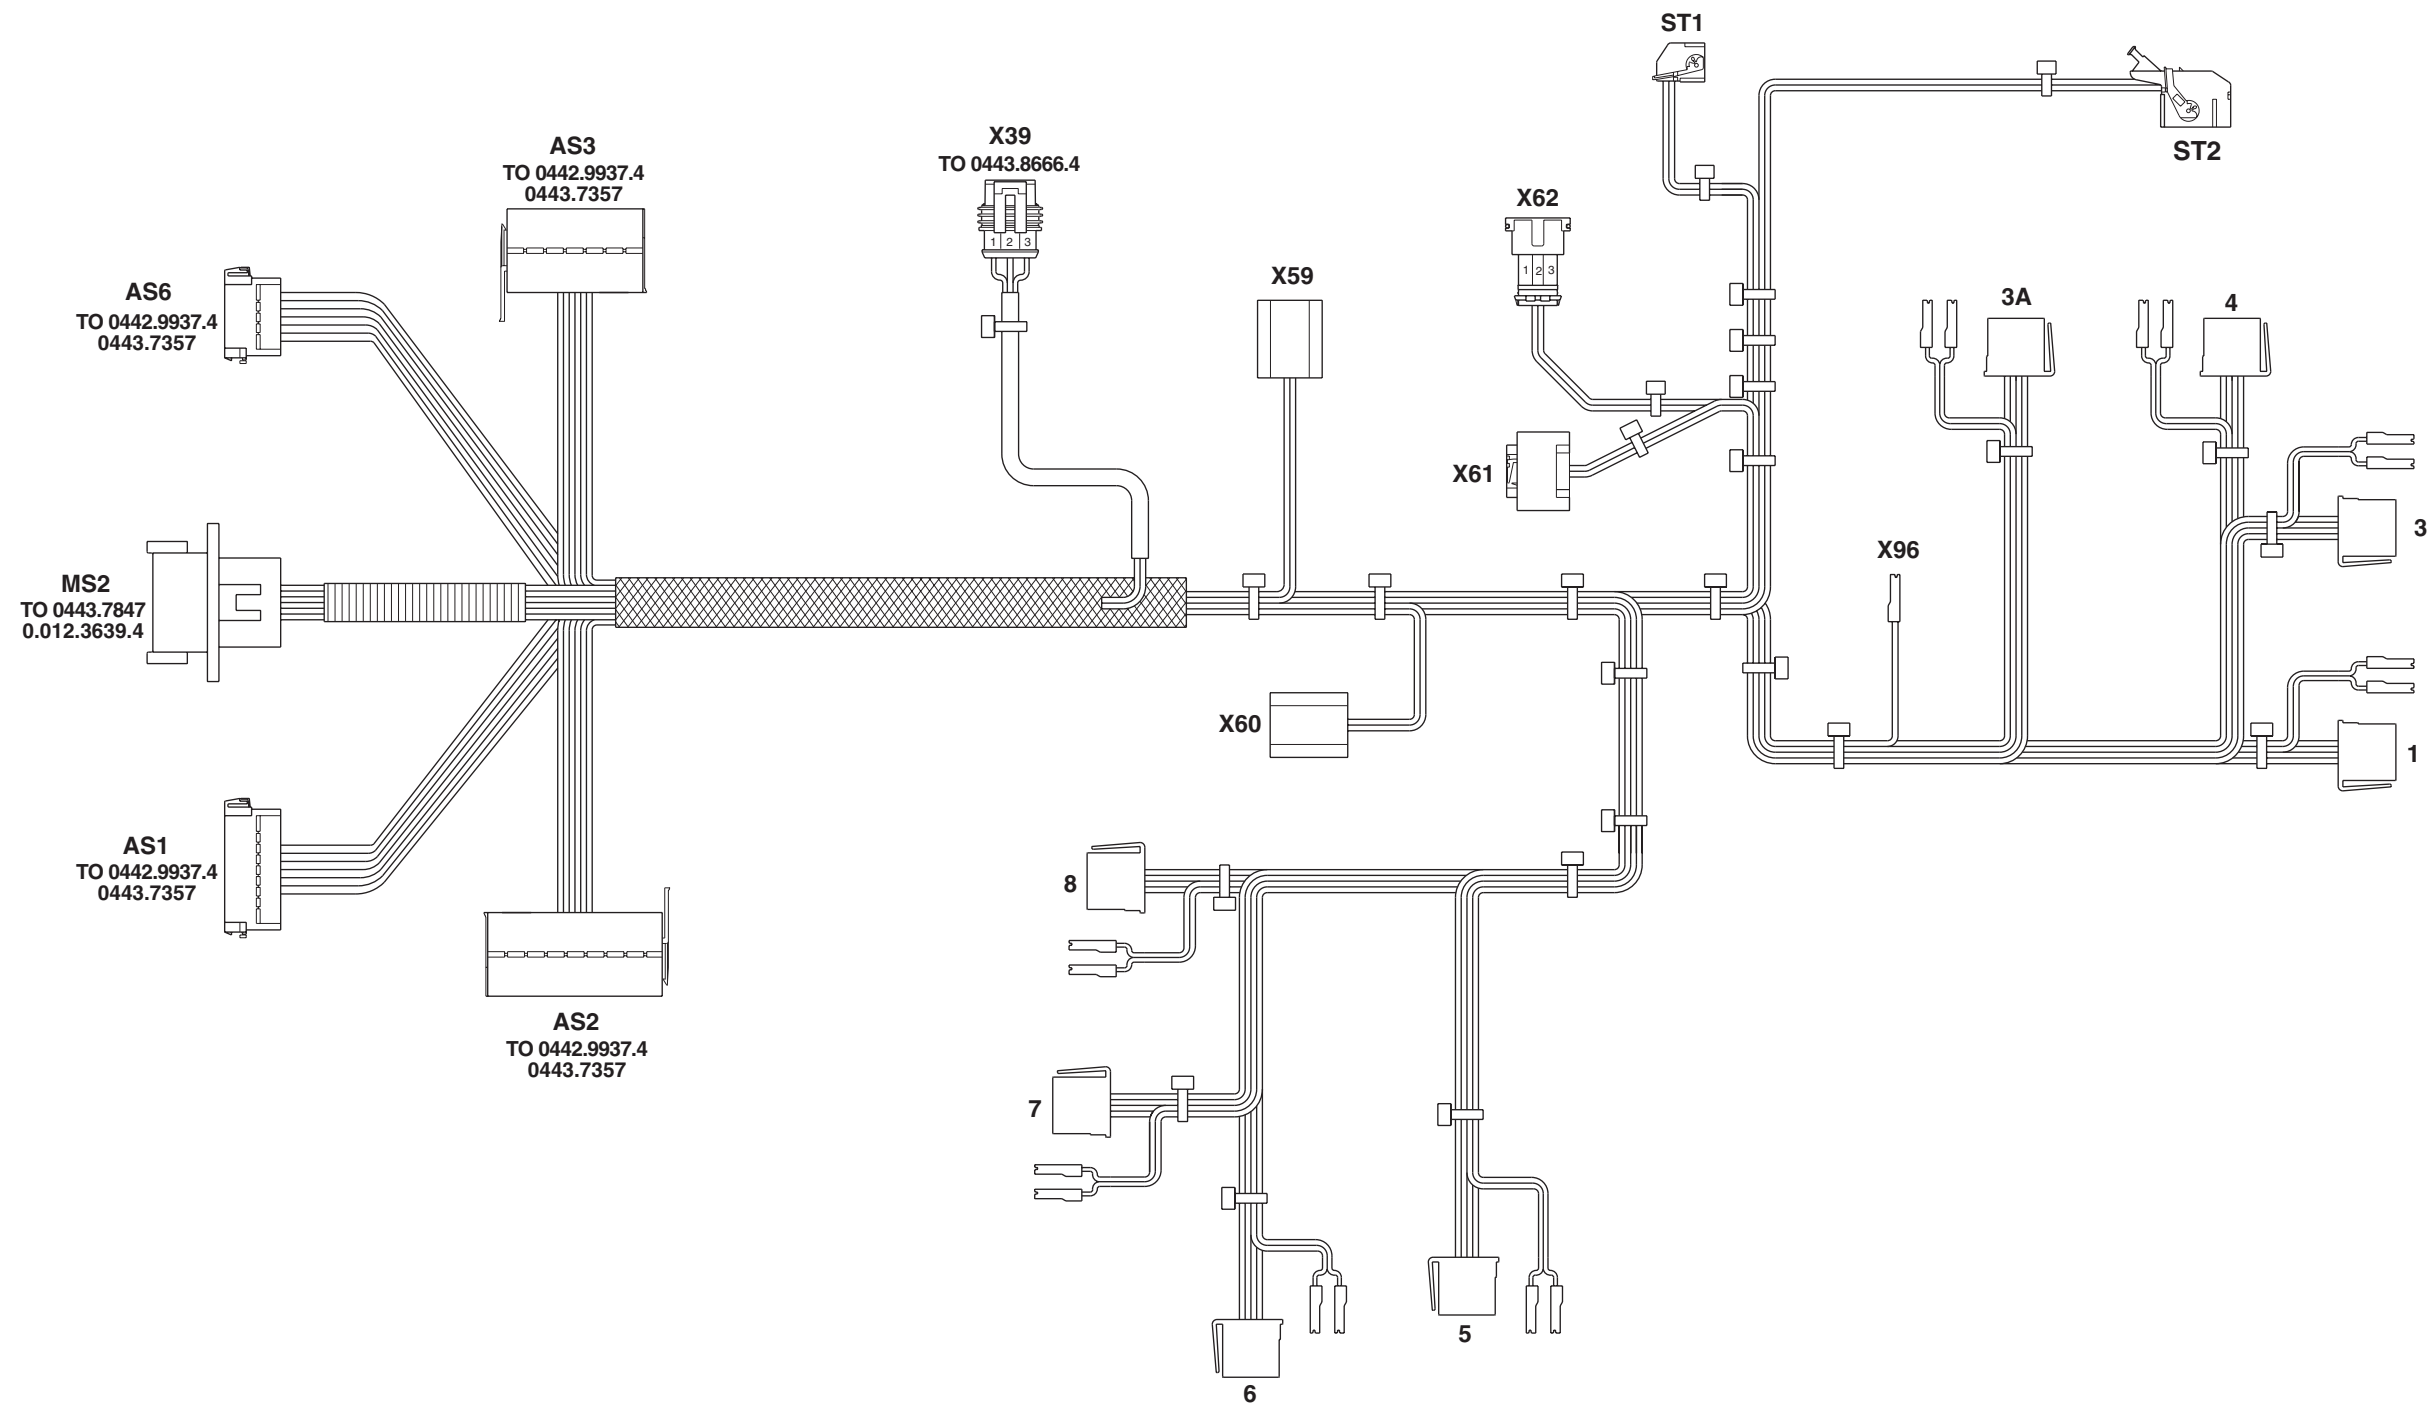 ST1
ST2
AS3
TO 0442.9937.4
0443.7357
X39
TO 0443.8666.4
1 2 3
X62
1 2 3
X59
AS6
TO 0442.9937.4
0443.7357
3A
4
X61
3
X96
MS2
TO 0443.7847
0.012.3639.4
X60
1
AS1
TO 0442.9937.4
0443.7357
8
AS2
TO 0442.9937.4
0443.7357
7
5
6